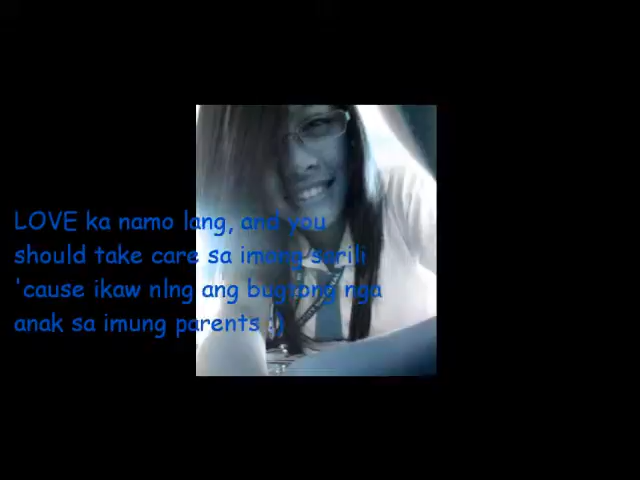 LOVE ka namo lang, and you
should take care sa imong sarili
'cause ikaw nlng ang bugtong nga
anak sa imung parents :)